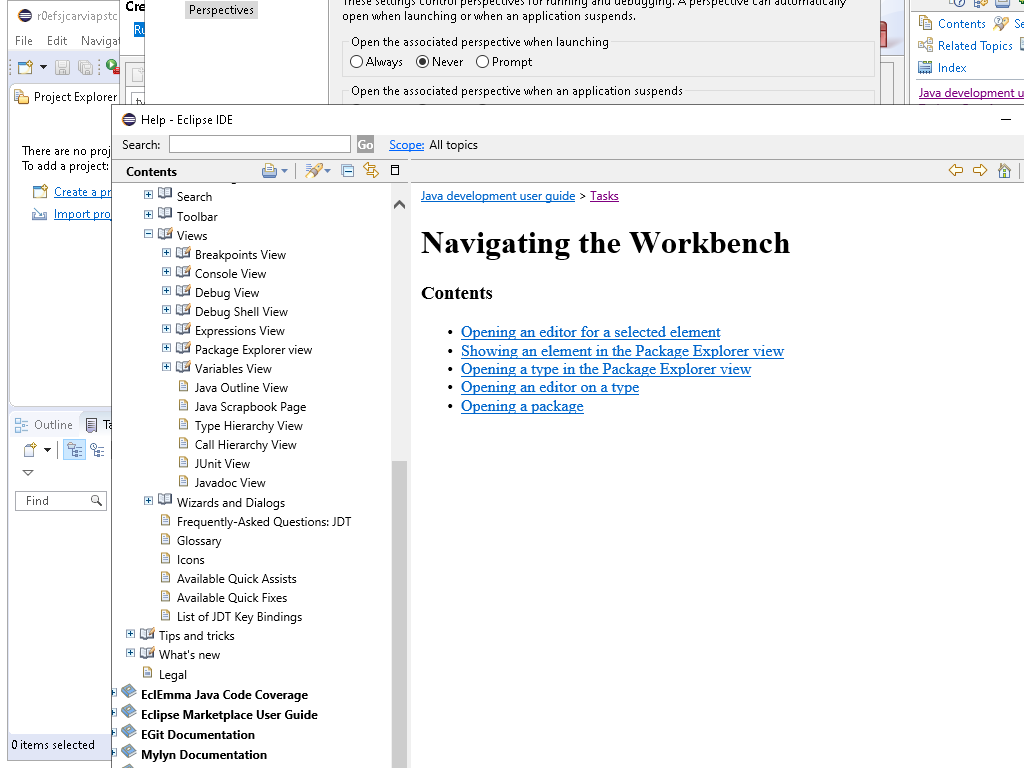 r0efsjcarviapstc
File Edit Navigat
Project Explorer
There are no proj
To add a project:
Create a pr
Import proj
Outline Ta
Find
0 items selected
Cre
Ru
Perspectives
These settings control perspectives for running and debugging. A perspective can automatically
open when launching or when an application suspends.
Open the associated perspective when launching
Always Never Prompt
Open the associated perspective when an application suspends
Contents Se
Related Topics
Index
Java development u
Help - Eclipse IDE
Search: Go Scope: All topics
Contents
Search
Toolbar
Views
Breakpoints View
Console View
Debug View
Debug Shell View
Expressions View
Package Explorer view
Variables View
Java Outline View
Java Scrapbook Page
Type Hierarchy View
Call Hierarchy View
JUnit View
Javadoc View
Wizards and Dialogs
Frequently-Asked Questions: JDT
Glossary
Icons
Available Quick Assists
Available Quick Fixes
List of JDT Key Bindings
Tips and tricks
What's new
Legal
EclEmma Java Code Coverage
Eclipse Marketplace User Guide
EGit Documentation
Mylyn Documentation
Java development user guide > Tasks
Navigating the Workbench
Contents
• Opening an editor for a selected element
• Showing an element in the Package Explorer view
• Opening a type in the Package Explorer view
• Opening an editor on a type
• Opening a package